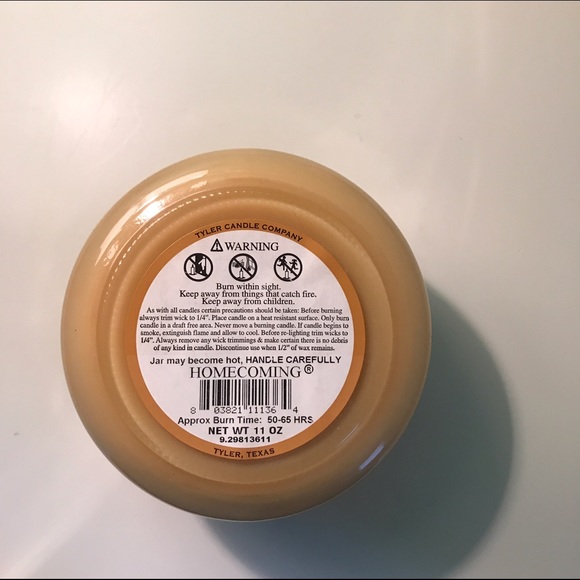 TYLER CANDLE COMPANY
WARNING
Burn within sight.
Keep away from things that catch fire.
Keep away from children.
As with all candles certain precautions should be taken: Before burning
always trim wick to 1/4". Place candle on a heat resistant surface. Only burn
candle in a draft free area. Never move a burning candle. If candle begins to
smoke, extinguish flame and allow to cool. Before re-lighting trim wicks to
1/4". Always remove any wick trimmings & make certain there is no debris
of any kind in candle. Discontinue use when 1/2" of wax remains.
Jar may become hot, HANDLE CAREFULLY
HOMECOMING ®
8 03821 11136 4
Approx Burn Time: 50-65 HRS
NET WT 11 OZ
9.29813611
TYLER, TEXAS